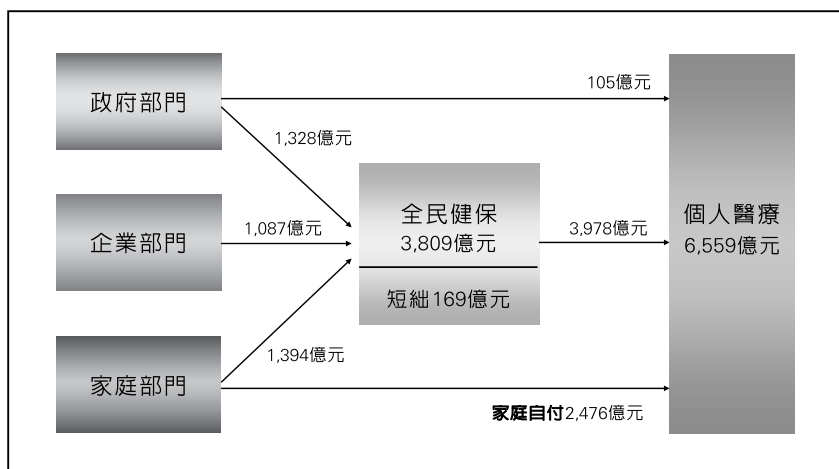 政府部門
105億元
1,328億元
企業部門
1,087億元
全民健保
3,809億元
短絀169億元
3,978億元
個人醫療
6,559億元
家庭部門
1,394億元
家庭自付2,476億元